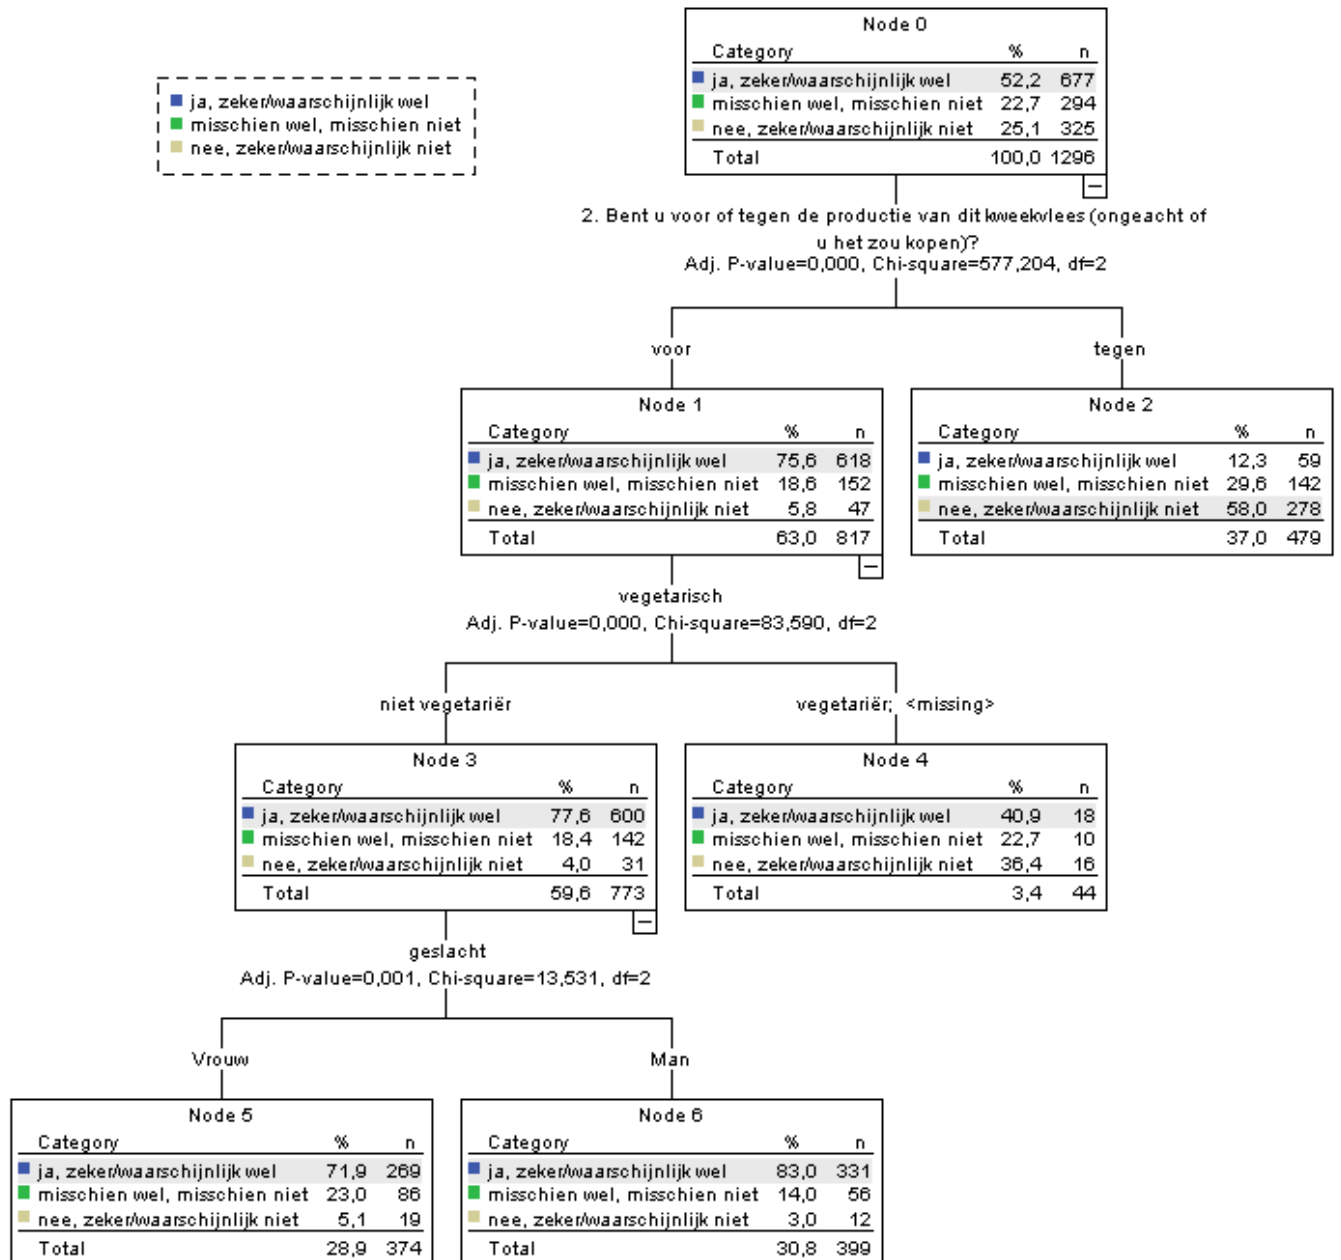 Node 0
Category % n
ja, zeker/waarschijnlijk wel 52,2 677
misschien wel, misschien niet 22,7 294
nee, zeker/waarschijnlijk niet 25,1 325
Total 100,0 1296
ja, zeker/waarschijnlijk wel
misschien wel, misschien niet
nee, zeker/waarschijnlijk niet
2. Bent u voor of tegen de productie van dit kweekvlees (ongeacht of
u het zou kopen)?
Adj. P-value=0,000, Chi-square=577,204, df=2
voor
tegen
Node 1
Category % n
ja, zeker/waarschijnlijk wel 75,6 618
misschien wel, misschien niet 18,6 152
nee, zeker/waarschijnlijk niet 5,8 47
Total 63,0 817
Node 2
Category % n
ja, zeker/waarschijnlijk wel 12,3 59
misschien wel, misschien niet 29,6 142
nee, zeker/waarschijnlijk niet 58,0 278
Total 37,0 479
vegetarisch
Adj. P-value=0,000, Chi-square=83,590, df=2
niet vegetariër
vegetariër; <missing>
Node 3
Category % n
ja, zeker/waarschijnlijk wel 77,6 600
misschien wel, misschien niet 18,4 142
nee, zeker/waarschijnlijk niet 4,0 31
Total 59,6 773
Node 4
Category % n
ja, zeker/waarschijnlijk wel 40,9 18
misschien wel, misschien niet 22,7 10
nee, zeker/waarschijnlijk niet 36,4 16
Total 3,4 44
geslacht
Adj. P-value=0,001, Chi-square=13,531, df=2
Vrouw
Man
Node 5
Category % n
ja, zeker/waarschijnlijk wel 71,9 269
misschien wel, misschien niet 23,0 86
nee, zeker/waarschijnlijk niet 5,1 19
Total 28,9 374
Node 6
Category % n
ja, zeker/waarschijnlijk wel 83,0 331
misschien wel, misschien niet 14,0 56
nee, zeker/waarschijnlijk niet 3,0 12
Total 30,8 399